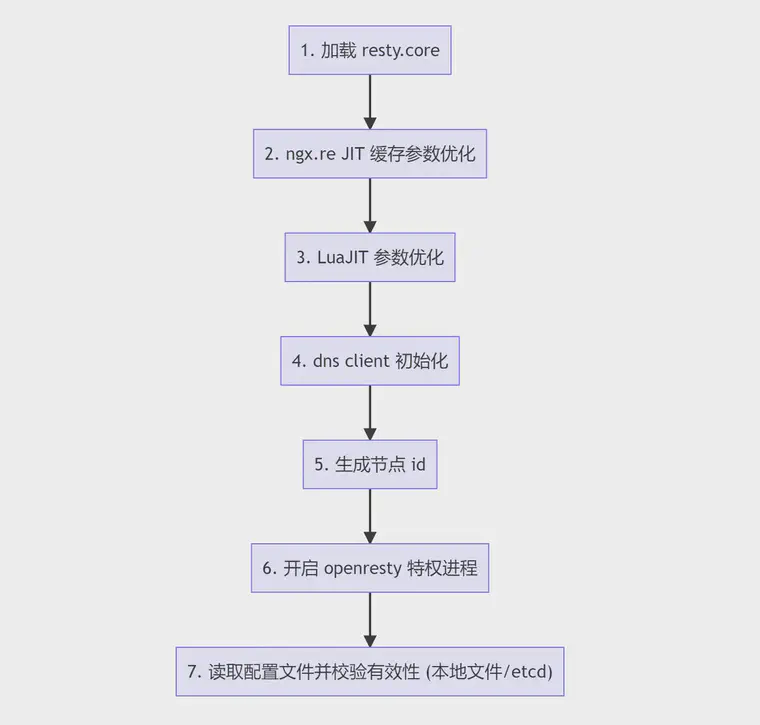 1. 加载 resty.core
2. ngx.re JIT 缓存参数优化
3. LuaJIT 参数优化
4. dns client 初始化
5. 生成节点 id
6. 开启 openresty 特权进程
7. 读取配置文件并校验有效性 (本地文件/etcd)